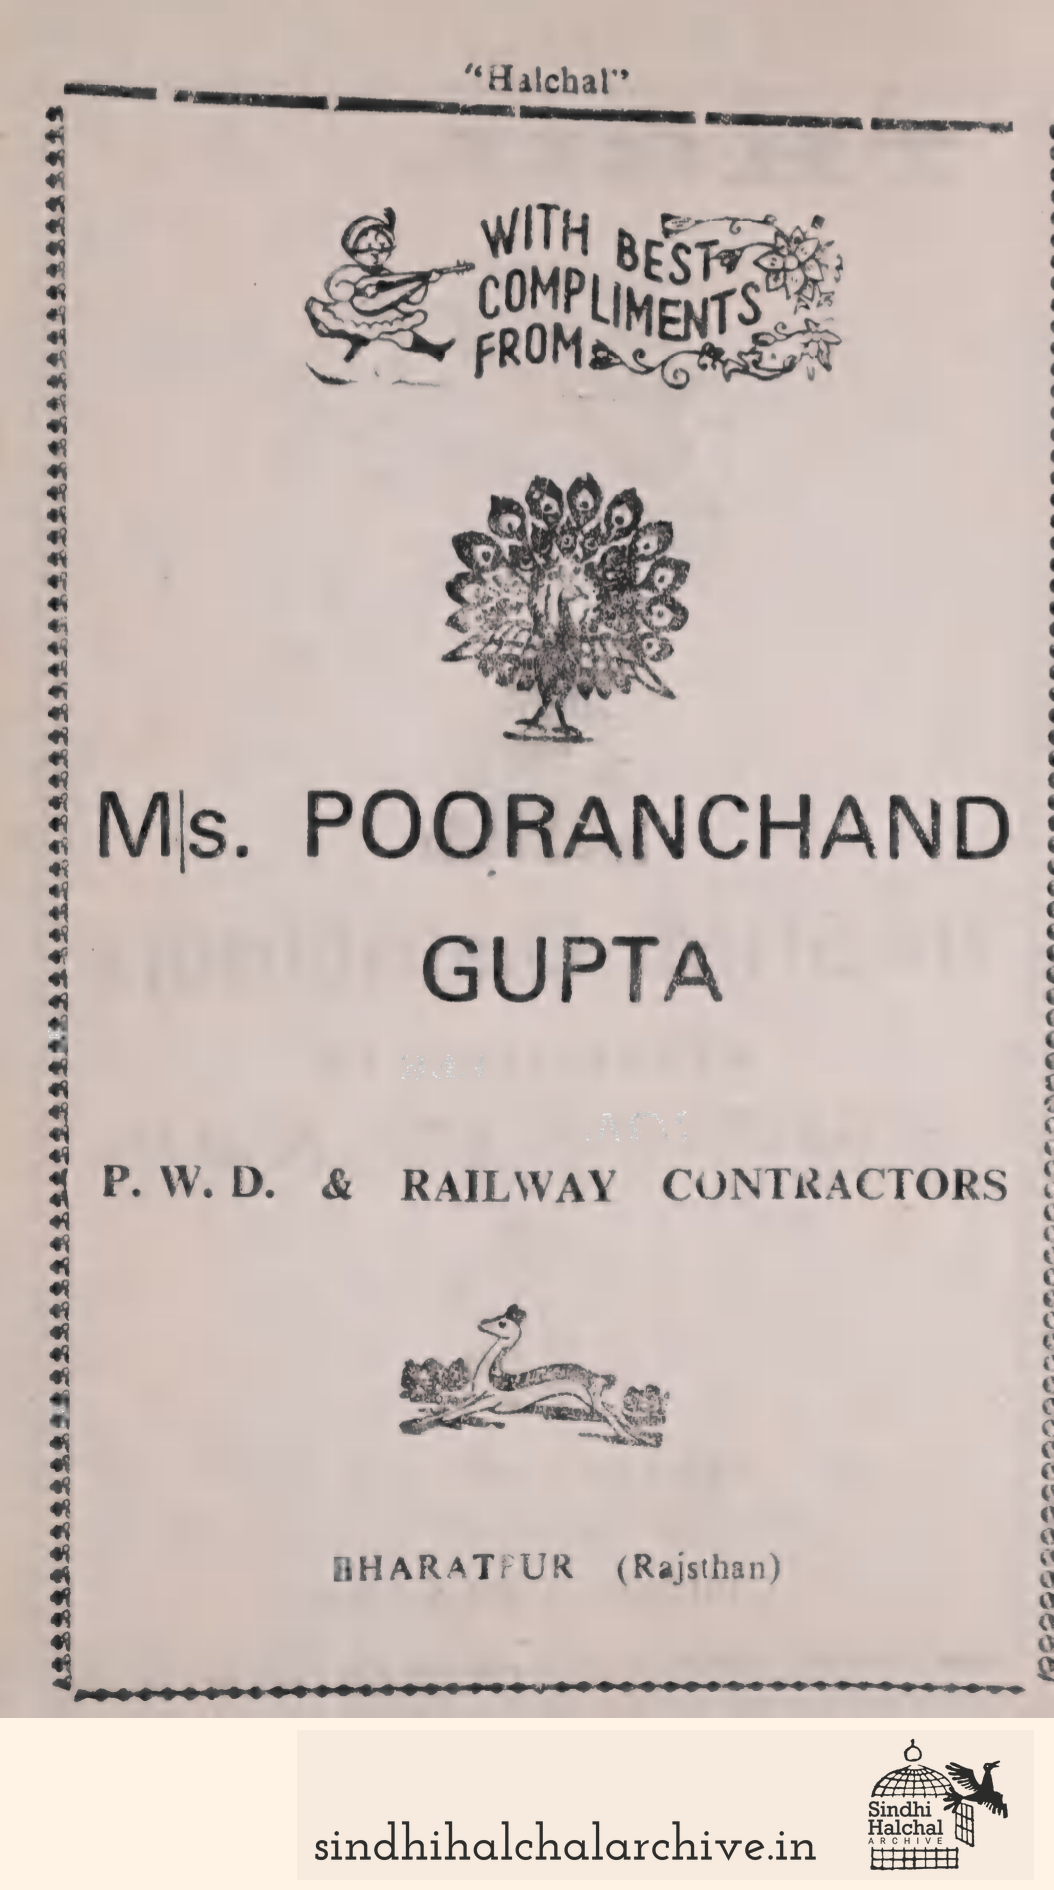 "Halchal"
WITH BEST
COMPLIMENTS
FROM
M|s. POORANCHAND
GUPTA
P. W. D. & RAILWAY CONTRACTORS
BHARATPUR (Rajsthan)
sindhihalchalarchive.in
Sindhi
Halchal
ARCHIVE